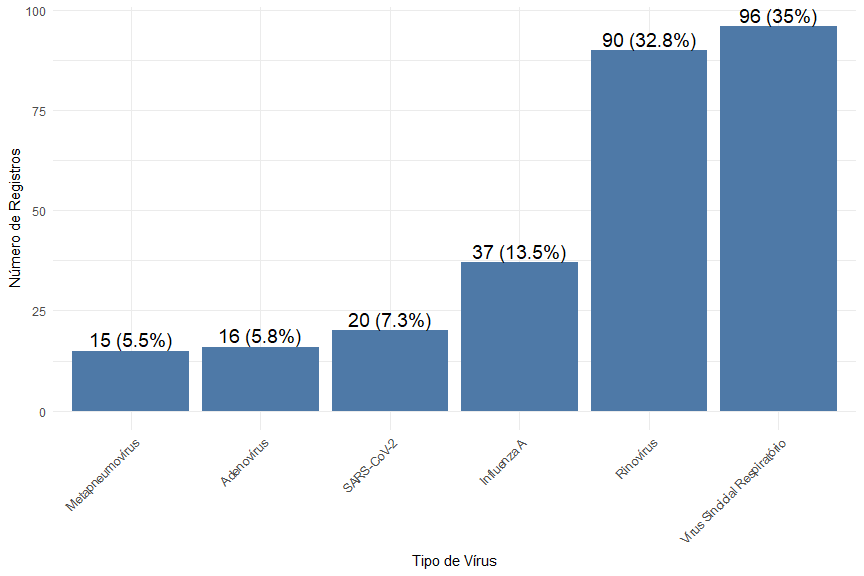 100
75
50
25
0
Número de Registros
15 (5.5%)
16 (5.8%)
20 (7.3%)
37 (13.5%)
90 (32.8%)
96 (35%)
Metapneumovírus
Adenovírus
SARS-CoV-2
Influenza A
Rinovírus
Vírus Sincicial Respiratório
Tipo de Vírus